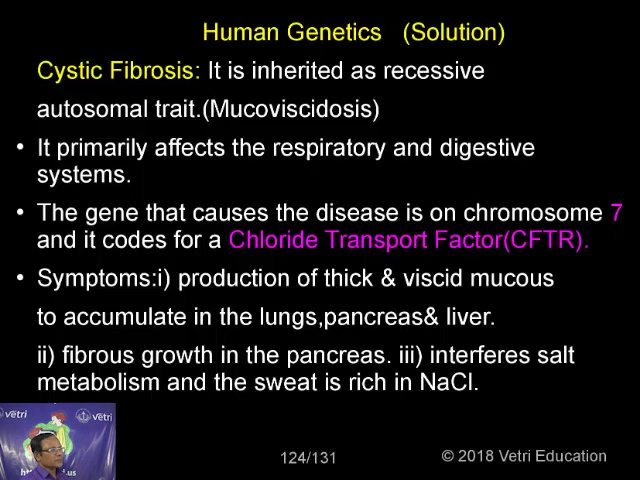 Human Genetics (Solution)
Cystic Fibrosis: It is inherited as recessive
autosomal trait.(Mucoviscidosis)
• It primarily affects the respiratory and digestive
systems.
• The gene that causes the disease is on chromosome 7
and it codes for a Chloride Transport Factor(CFTR).
• Symptoms:i) production of thick & viscid mucous
to accumulate in the lungs,pancreas& liver.
ii) fibrous growth in the pancreas. iii) interferes salt
metabolism and the sweat is rich in NaCl.
vetri
vetri
124/131
© 2018 Vetri Education